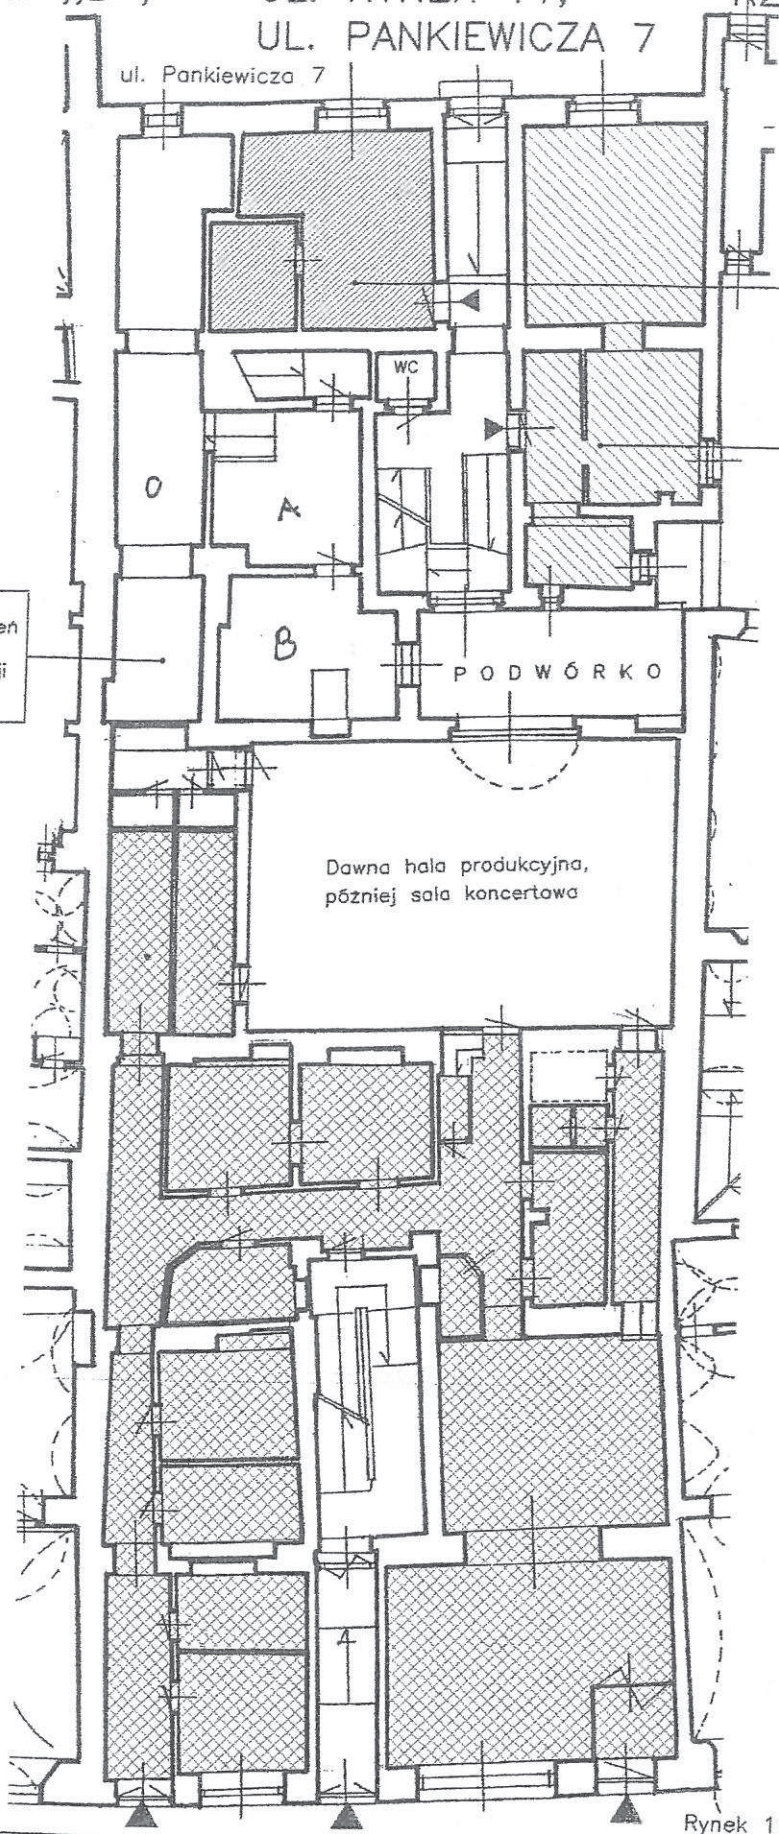 UL. PANKIEWICZA 7
ul. Pankiewicza 7
WC
O
A
B
PODWÓRKO
Dawna hala produkcyjna,
później sala koncertowa
Rynek 1